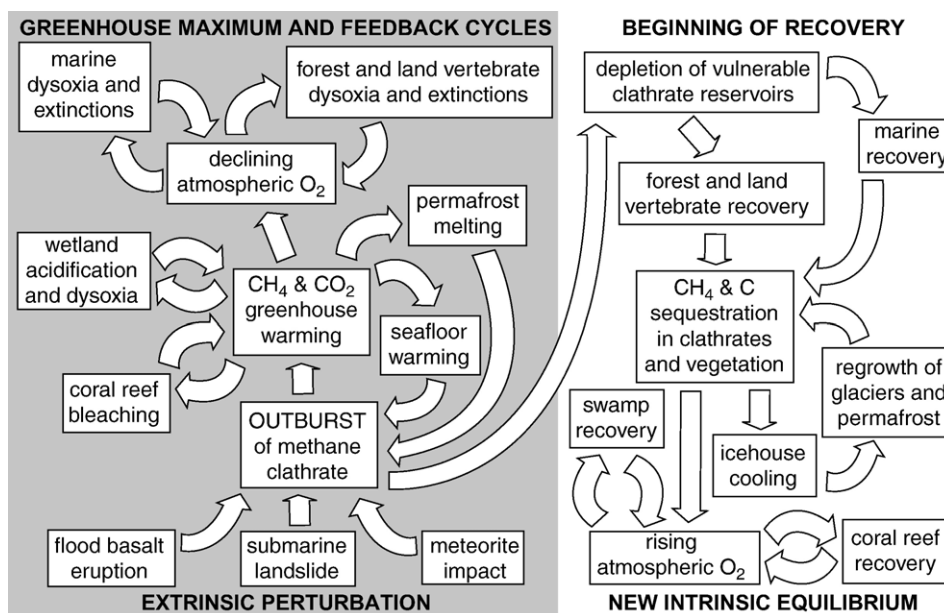 GREENHOUSE MAXIMUM AND FEEDBACK CYCLES
marine
dysoxia and
extinctions
forest and land vertebrate
dysoxia and extinctions
declining
atmospheric O₂
permafrost
melting
wetland
acidification
and dysoxia
CH₄ & CO₂
greenhouse
warming
seafloor
warming
coral reef
bleaching
OUTBURST
of methane
clathrate
flood basalt
eruption
submarine
landslide
meteorite
impact
EXTRINSIC PERTURBATION
BEGINNING OF RECOVERY
depletion of vulnerable
clathrate reservoirs
marine
recovery
forest and land
vertebrate recovery
CH₄ & C
sequestration
in clathrates
and vegetation
regrowth of
glaciers and
permafrost
swamp
recovery
icehouse
cooling
rising
atmospheric O₂
coral reef
recovery
NEW INTRINSIC EQUILIBRIUM